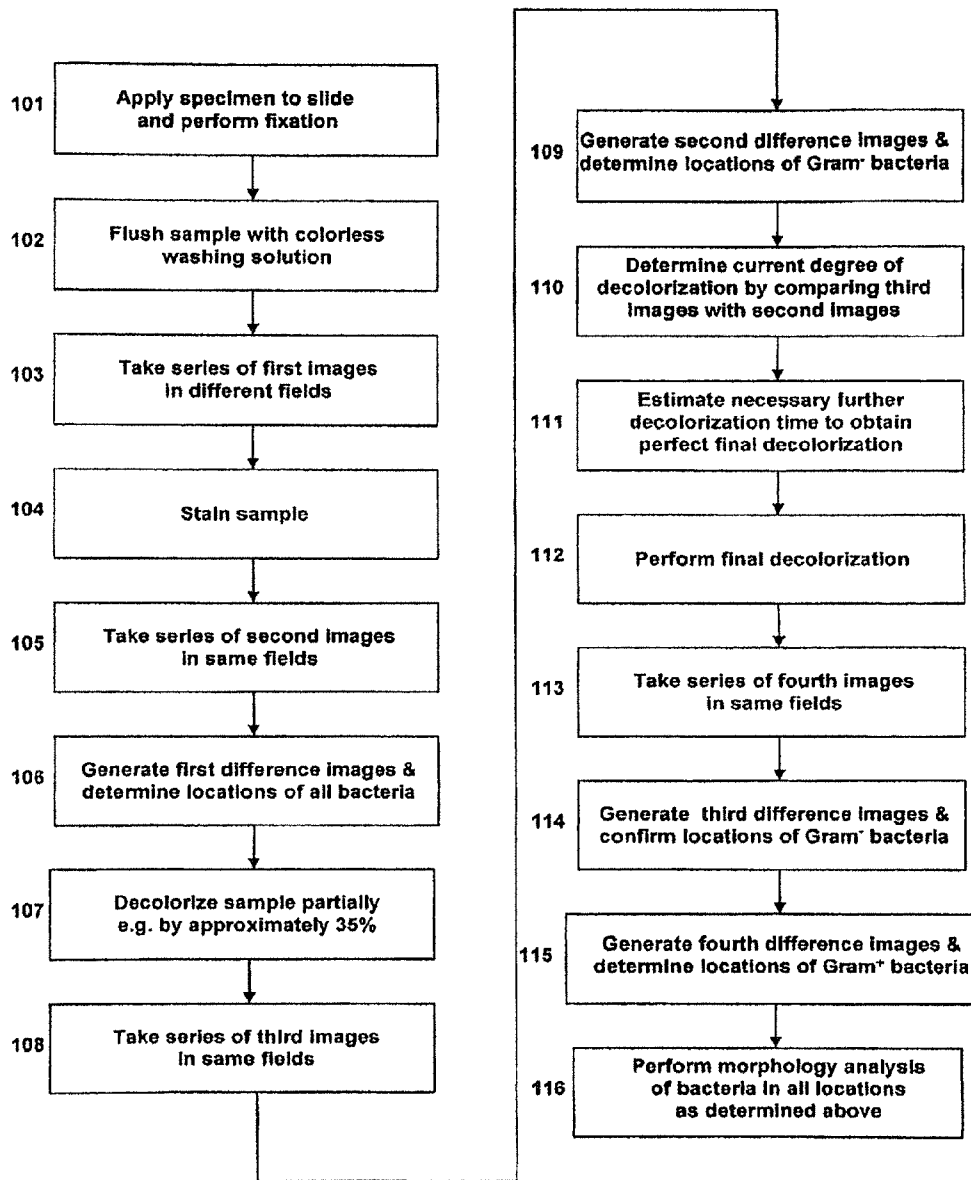 101
Apply specimen to slide
and perform fixation
102
Flush sample with colorless
washing solution
103
Take series of first images
in different fields
104
Stain sample
105
Take series of second images
in same fields
106
Generate first difference images &
determine locations of all bacteria
107
Decolorize sample partially
e.g. by approximately 35%
108
Take series of third images
in same fields
109
Generate second difference images &
determine locations of Gram⁻ bacteria
110
Determine current degree of
decolorization by comparing third
images with second images
111
Estimate necessary further
decolorization time to obtain
perfect final decolorization
112
Perform final decolorization
113
Take series of fourth images
in same fields
114
Generate third difference images &
confirm locations of Gram⁻ bacteria
115
Generate fourth difference images &
determine locations of Gram⁺ bacteria
116
Perform morphology analysis
of bacteria in all locations
as determined above